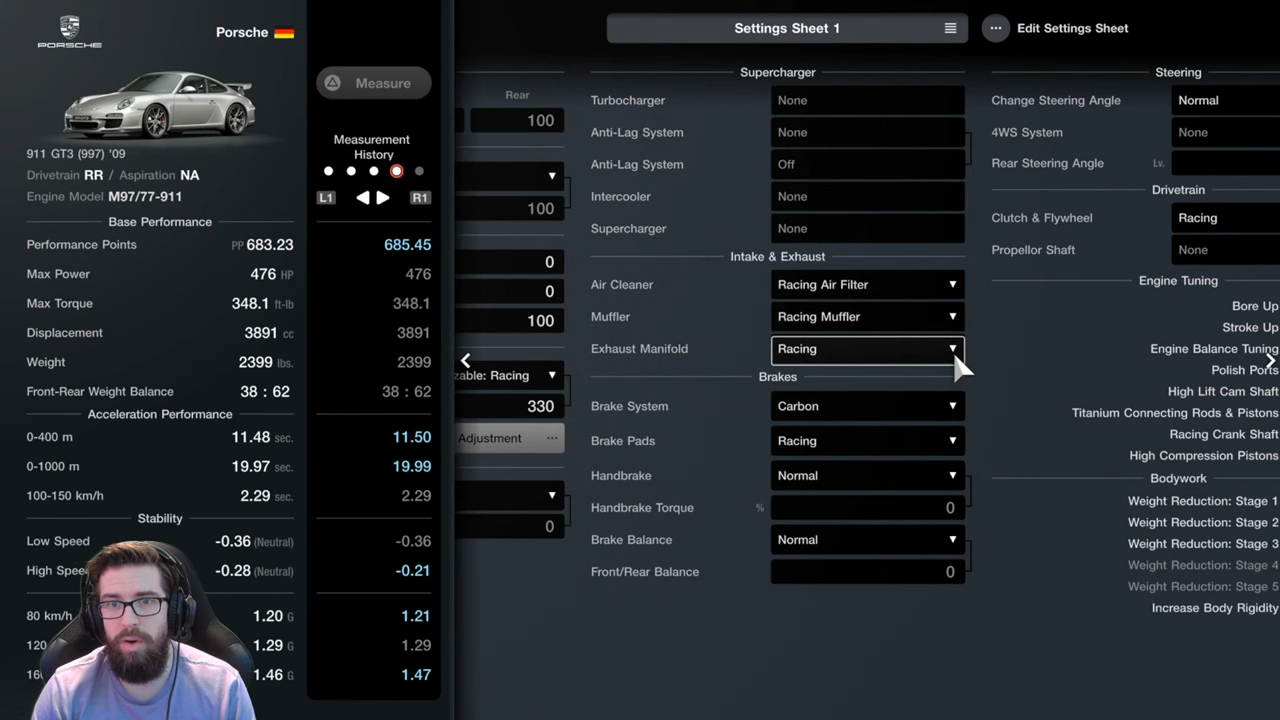 PORSCHE
Porsche
911 GT3 (997) '09
Drivetrain RR / Aspiration NA
Engine Model M97/77-911
Base Performance
Performance Points PP 683.23
Max Power 476 HP
Max Torque 348.1 ft-lb
Displacement 3891 cc
Weight 2399 lbs.
Front-Rear Weight Balance 38 : 62
Acceleration Performance
0-400 m 11.48 sec.
0-1000 m 19.97 sec.
100-150 km/h 2.29 sec.
Stability
Low Speed -0.36 (Neutral)
High Speed -0.28 (Neutral)
80 km/h 1.20 G
120 1.29 G
1.46 G
Measure
Measurement
History
L1 R1
685.45
476
348.1
3891
2399
38 : 62
11.50
19.99
2.29
-0.36
-0.21
1.21
1.29
1.47
Rear
100
100
0
0
100
zable: Racing
330
Adjustment ...
0
Settings Sheet 1
... Edit Settings Sheet
Supercharger
Turbocharger None
Anti-Lag System None
Anti-Lag System Off
Intercooler None
Supercharger None
Intake & Exhaust
Air Cleaner Racing Air Filter
Muffler Racing Muffler
Exhaust Manifold Racing
Brakes
Brake System Carbon
Brake Pads Racing
Handbrake Normal
Handbrake Torque % 0
Brake Balance Normal
Front/Rear Balance 0
Steering
Change Steering Angle Normal
4WS System None
Rear Steering Angle Lv.
Drivetrain
Clutch & Flywheel Racing
Propellor Shaft None
Engine Tuning
Bore Up
Stroke Up
Engine Balance Tuning
Polish Ports
High Lift Cam Shaft
Titanium Connecting Rods & Pistons
Racing Crank Shaft
High Compression Pistons
Bodywork
Weight Reduction: Stage 1
Weight Reduction: Stage 2
Weight Reduction: Stage 3
Weight Reduction: Stage 4
Weight Reduction: Stage 5
Increase Body Rigidity